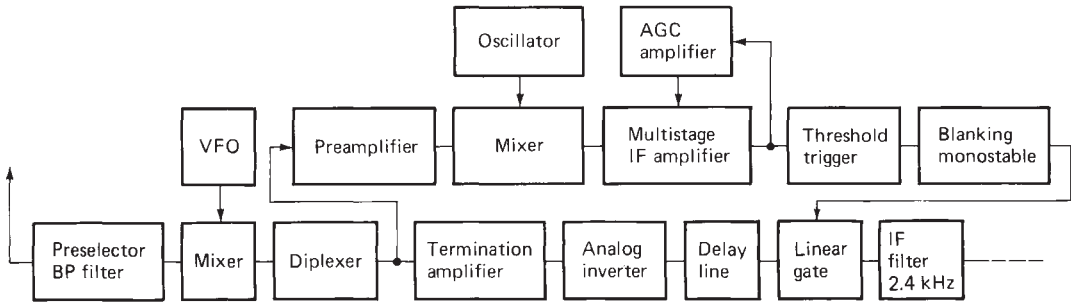 Oscillator
AGC
amplifier
VFO
Preamplifier
Mixer
Multistage
IF amplifier
Threshold
trigger
Blanking
monostable
Preselector
BP filter
Mixer
Diplexer
Termination
amplifier
Analog
inverter
Delay
line
Linear
gate
IF
filter
2.4 kHz